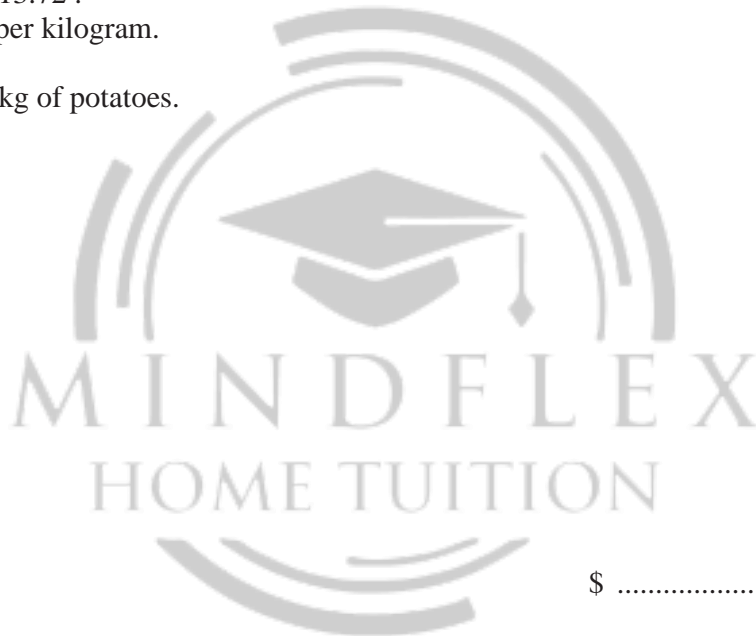 per kilogram.
kg of potatoes.
MINDFLEX
HOME TUITION
$ ..................